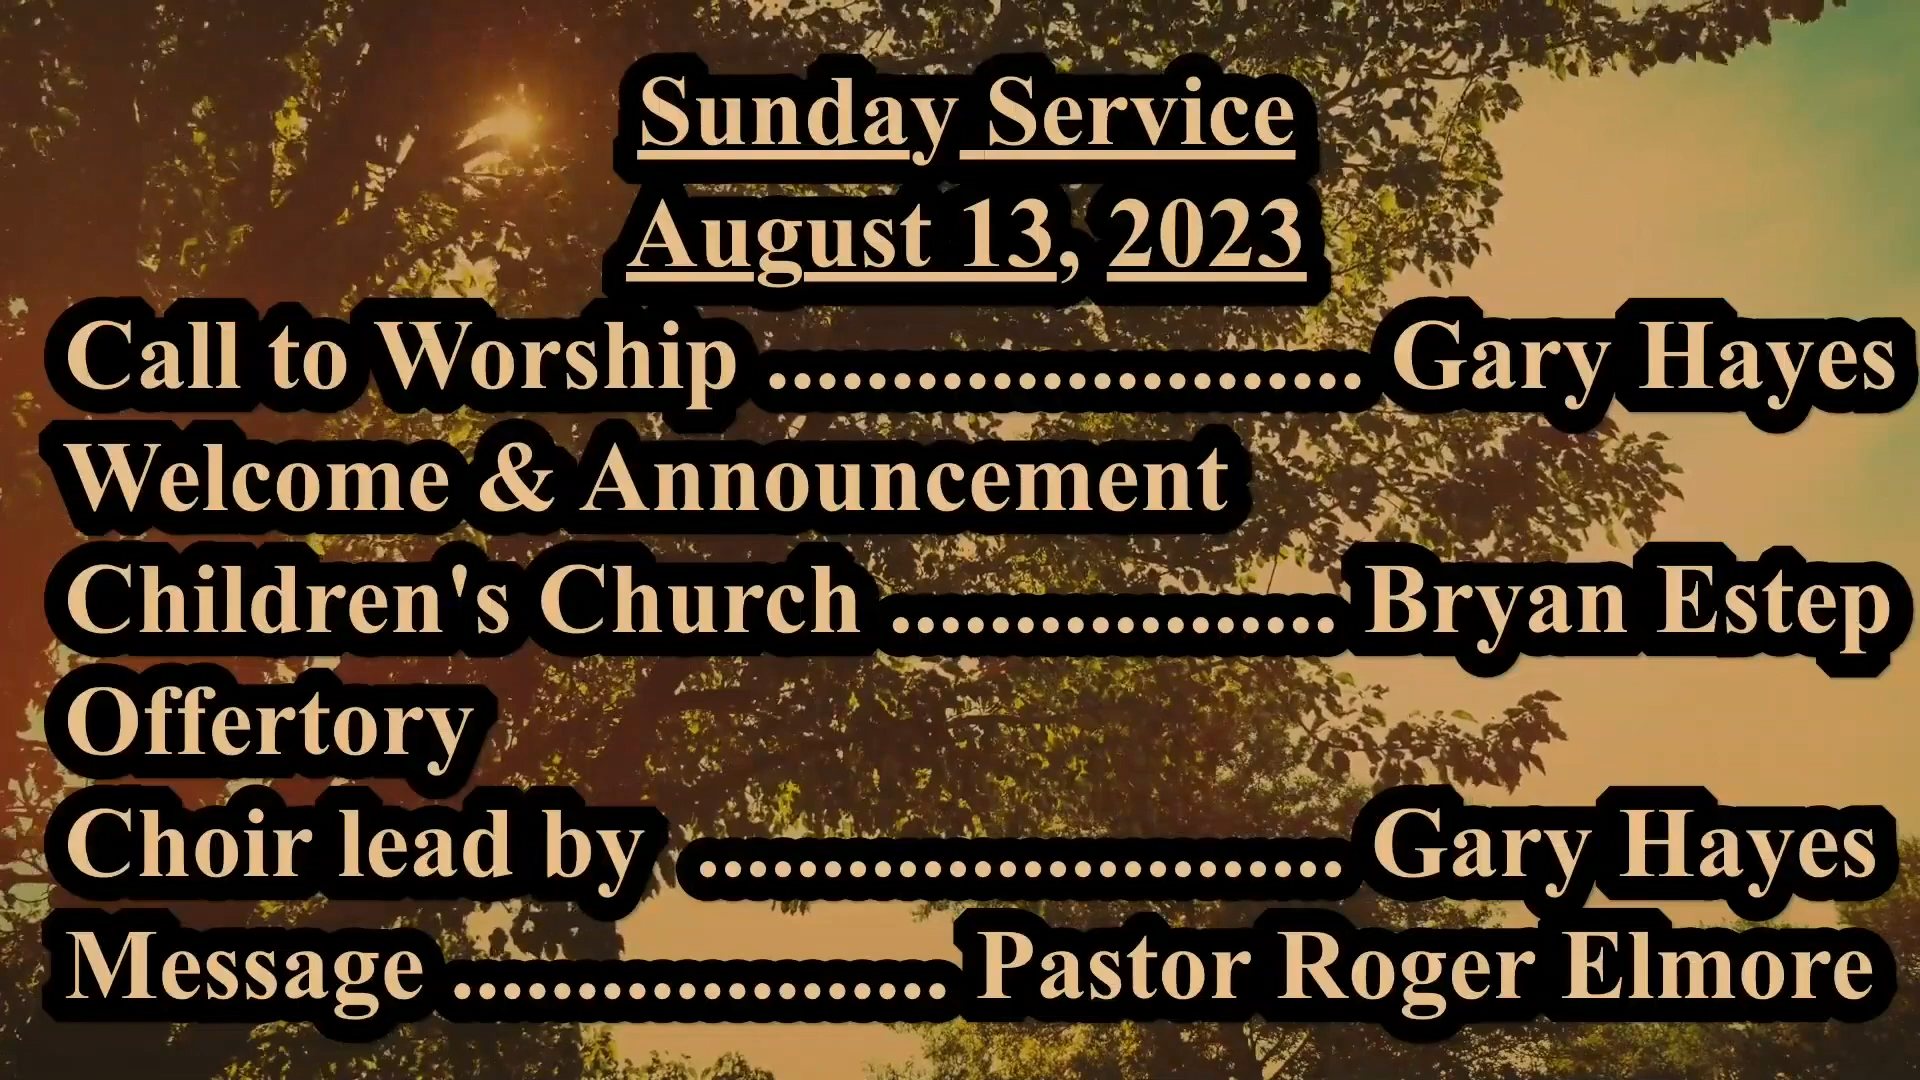 Sunday Service
August 13, 2023
Call to Worship ........................ Gary Hayes
Welcome & Announcement
Children's Church .................. Bryan Estep
Offertory
Choir lead by .......................... Gary Hayes
Message .................... Pastor Roger Elmore